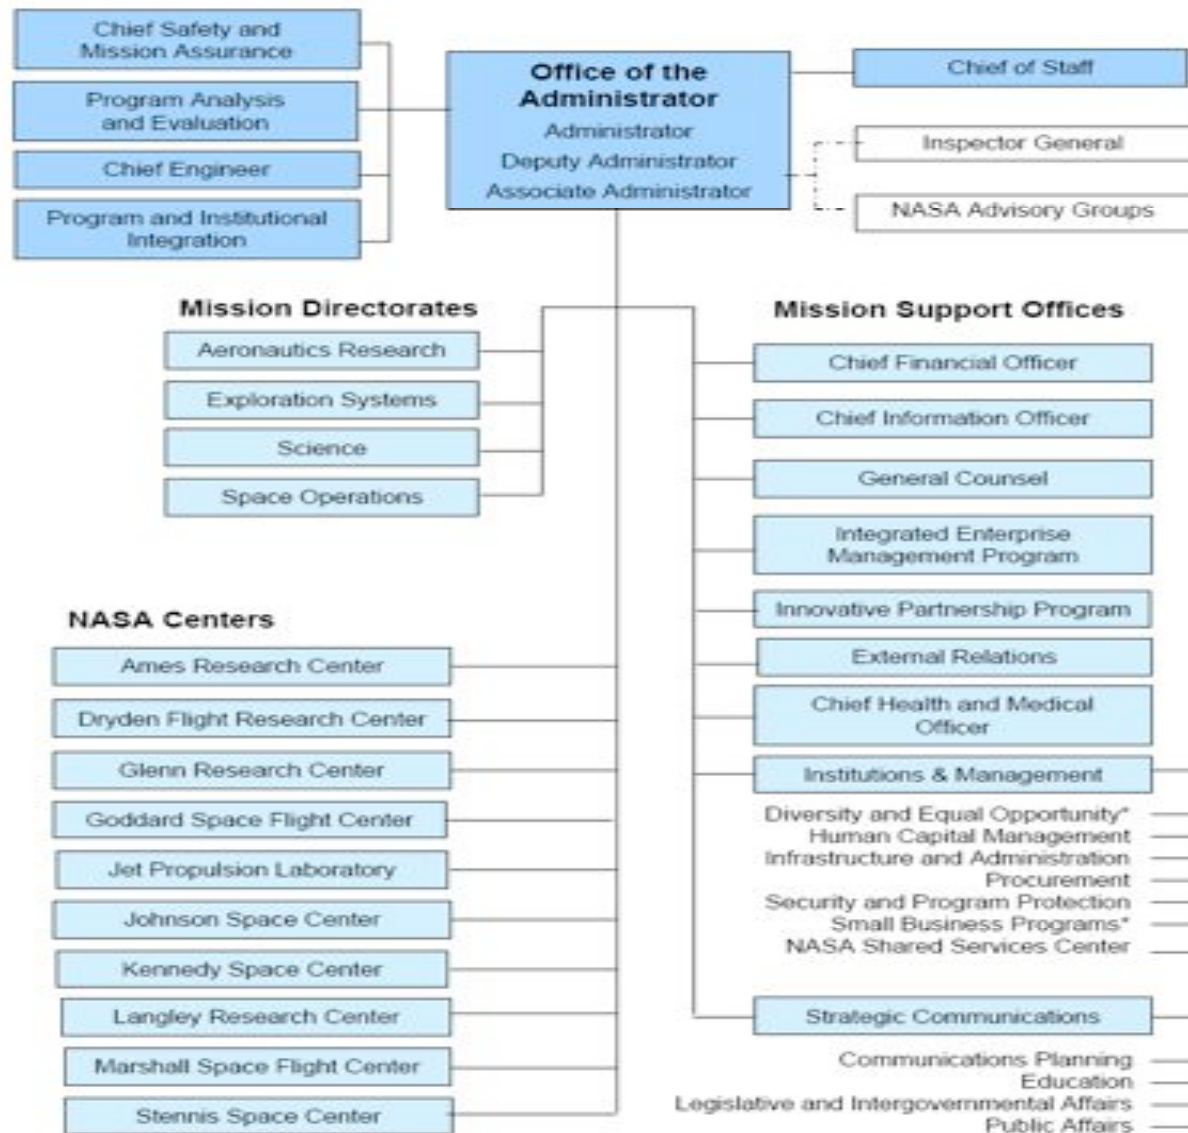 Chief Safety and
Mission Assurance
Program Analysis
and Evaluation
Chief Engineer
Program and Institutional
Integration
Office of the
Administrator
Administrator
Deputy Administrator
Associate Administrator
Chief of Staff
Inspector General
NASA Advisory Groups
Mission Directorates
Aeronautics Research
Exploration Systems
Science
Space Operations
NASA Centers
Ames Research Center
Dryden Flight Research Center
Glenn Research Center
Goddard Space Flight Center
Jet Propulsion Laboratory
Johnson Space Center
Kennedy Space Center
Langley Research Center
Marshall Space Flight Center
Stennis Space Center
Mission Support Offices
Chief Financial Officer
Chief Information Officer
General Counsel
Integrated Enterprise
Management Program
Innovative Partnership Program
External Relations
Chief Health and Medical
Officer
Institutions & Management
Diversity and Equal Opportunity*
Human Capital Management
Infrastructure and Administration
Procurement
Security and Program Protection
Small Business Programs*
NASA Shared Services Center
Strategic Communications
Communications Planning
Education
Legislative and Intergovernmental Affairs
Public Affairs